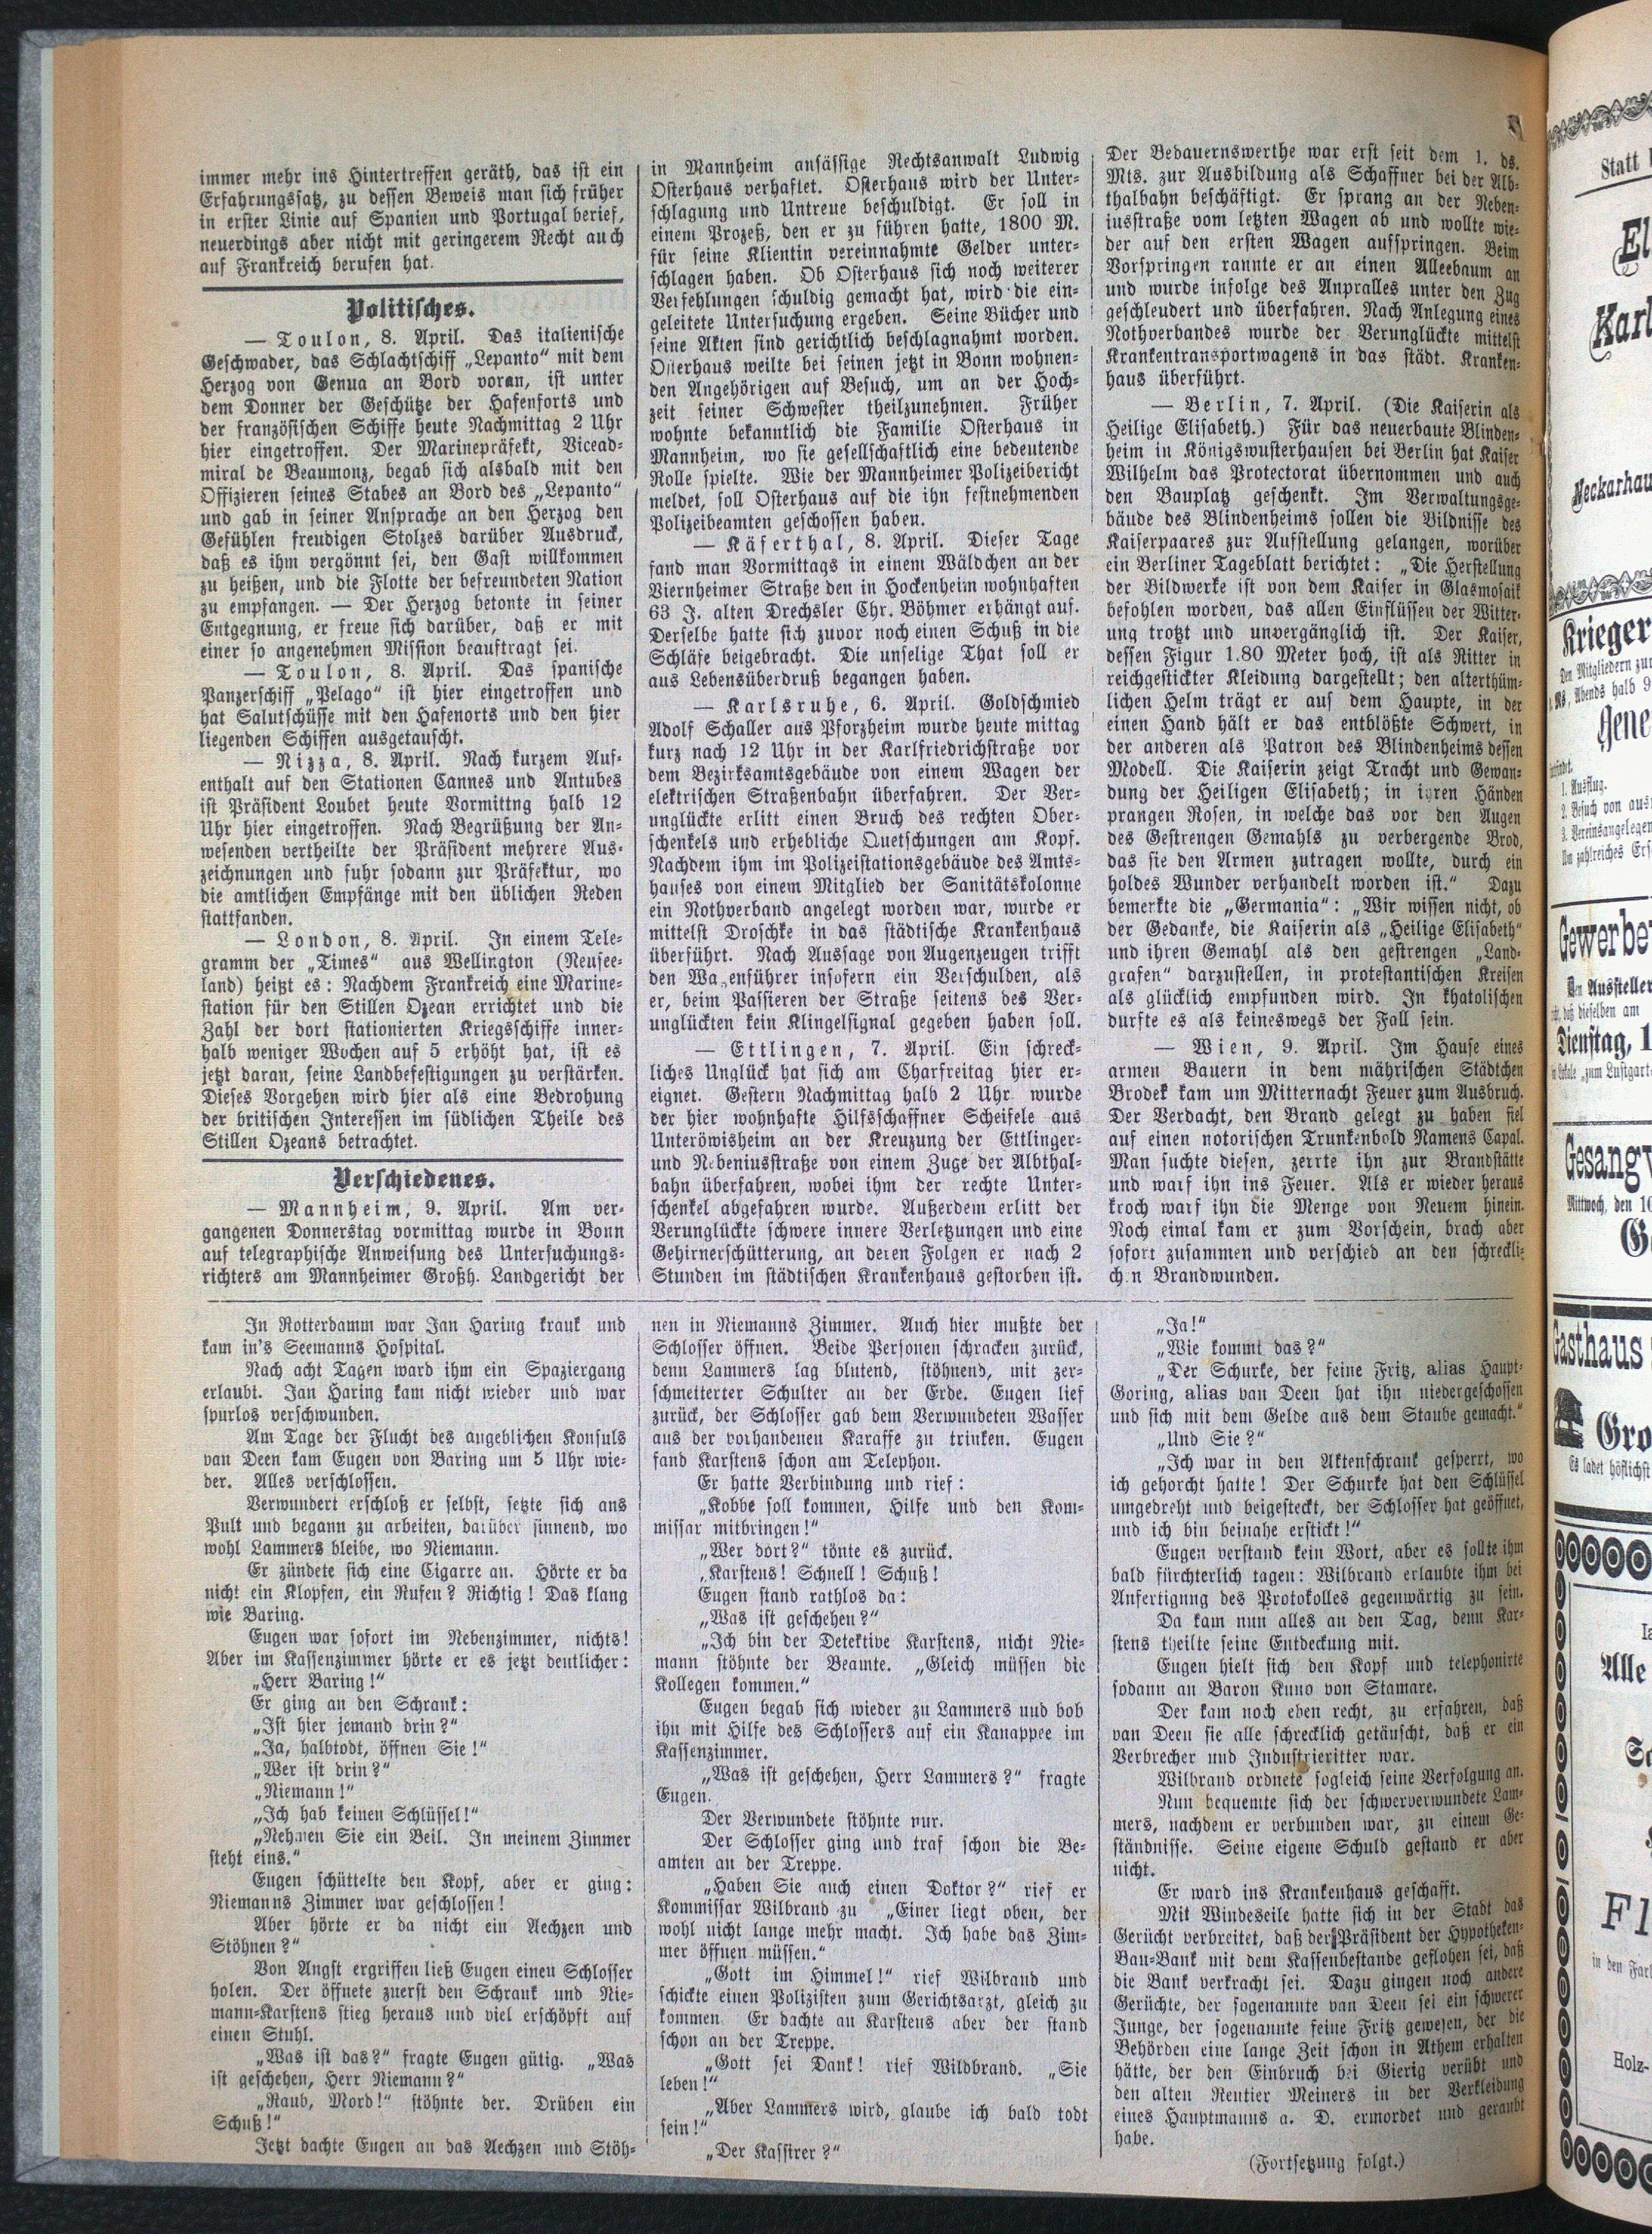 immer mehr ins Hintertreffen geräth, das ist ein
Erfahrungssatz, zu dessen Beweis man sich früher
in erster Linie auf Spanien und Portugal berief,
neuerdings aber nicht mit geringerem Recht auch
auf Frankreich berufen hat.
Politisches.
— Toulon, 8. April. Das italienische
Geschwader, das Schlachtschiff „Lepanto“ mit dem
Herzog von Genua an Bord voran, ist unter
dem Donner der Geschütze der Hafenforts und
der französischen Schiffe heute Nachmittag 2 Uhr
hier eingetroffen. Der Marinepräfekt, Vicead-
miral de Beaumonz, begab sich alsbald mit den
Offizieren seines Stabes an Bord des „Lepanto“
und gab in seiner Ansprache an den Herzog den
Gefühlen freudigen Stolzes darüber Ausdruck,
daß es ihm vergönnt sei, den Gast willkommen
zu heißen, und die Flotte der befreundeten Nation
zu empfangen. — Der Herzog betonte in seiner
Entgegnung, er freue sich darüber, daß er mit
einer so angenehmen Mission beauftragt sei.
— Toulon, 8. April. Das spanische
Panzerschiff „Pelago“ ist hier eingetroffen und
hat Salutschüsse mit den Hafenorts und den hier
liegenden Schiffen ausgetauscht.
— Nizza, 8. April. Nach kurzem Auf-
enthalt auf den Stationen Cannes und Antubes
ist Präsident Loubet heute Vormittng halb 12
Uhr hier eingetroffen. Nach Begrüßung der An-
wesenden vertheilte der Präsident mehrere Aus-
zeichnungen und fuhr sodann zur Präfektur, wo
die amtlichen Empfänge mit den üblichen Reden
stattfanden.
— London, 8. April. In einem Tele-
gramm der „Times“ aus Wellington (Neusee-
land) heißt es: Nachdem Frankreich eine Marine-
station für den Stillen Ozean errichtet und die
Zahl der dort stationierten Kriegsschiffe inner-
halb weniger Wochen auf 5 erhöht hat, ist es
jetzt daran, seine Landbefestigungen zu verstärken.
Dieses Vorgehen wird hier als eine Bedrohung
der britischen Interessen im südlichen Theile des
Stillen Ozeans betrachtet.
Verschiedenes.
— Mannheim, 9. April. Am ver-
gangenen Donnerstag vormittag wurde in Bonn
auf telegraphische Anweisung des Untersuchungs-
richters am Mannheimer Großh. Landgericht der
in Mannheim ansässige Rechtsanwalt Ludwig
Osterhaus verhaftet. Osterhaus wird der Unter-
schlagung und Untreue beschuldigt. Er soll in
einem Prozeß, den er zu führen hatte, 1800 M.
für seine Klientin vereinnahmte Gelder unter-
schlagen haben. Ob Osterhaus sich noch weiterer
Verfehlungen schuldig gemacht hat, wird die ein-
geleitete Untersuchung ergeben. Seine Bücher und
seine Akten sind gerichtlich beschlagnahmt worden.
Osterhaus weilte bei seinen jetzt in Bonn wohnen-
den Angehörigen auf Besuch, um an der Hoch-
zeit seiner Schwester theilzunehmen. Früher
wohnte bekanntlich die Familie Osterhaus in
Mannheim, wo sie gesellschaftlich eine bedeutende
Rolle spielte. Wie der Mannheimer Polizeibericht
meldet, soll Osterhaus auf die ihn festnehmenden
Polizeibeamten geschossen haben.
— Käferthal, 8. April. Dieser Tage
fand man Vormittags in einem Wäldchen an der
Viernheimer Straße den in Hockenheim wohnhaften
63 J. alten Drechsler Chr. Böhmer erhängt auf.
Derselbe hatte sich zuvor noch einen Schuß in die
Schläfe beigebracht. Die unselige That soll er
aus Lebensüberdruß begangen haben.
— Karlsruhe, 6. April. Goldschmied
Adolf Schaller aus Pforzheim wurde heute mittag
kurz nach 12 Uhr in der Karlfriedrichstraße vor
dem Bezirksamtsgebäude von einem Wagen der
elektrischen Straßenbahn überfahren. Der Ver-
unglückte erlitt einen Bruch des rechten Ober-
schenkels und erhebliche Quetschungen am Kopf.
Nachdem ihm im Polizeistationsgebäude des Amts-
hauses von einem Mitglied der Sanitätskolonne
ein Nothverband angelegt worden war, wurde er
mittelst Droschke in das städtische Krankenhaus
überführt. Nach Aussage von Augenzeugen trifft
den Wa enführer insofern ein Verschulden, als
er, beim Passieren der Straße seitens des Ver-
unglückten kein Klingelsignal gegeben haben soll.
— Ettlingen, 7. April. Ein schreck-
liches Unglück hat sich am Charfreitag hier er-
eignet. Gestern Nachmittag halb 2 Uhr wurde
der hier wohnhafte Hilfsschaffner Scheifele aus
Unteröwisheim an der Kreuzung der Ettlinger-
und Nebeniusstraße von einem Zuge der Albthal-
bahn überfahren, wobei ihm der rechte Unter-
schenkel abgefahren wurde. Außerdem erlitt der
Verunglückte schwere innere Verletzungen und eine
Gehirnerschütterung, an deren Folgen er nach 2
Stunden im städtischen Krankenhaus gestorben ist.
Der Bedauernswerthe war erst seit dem 1. ds.
Mts. zur Ausbildung als Schaffner bei der Alb-
thalbahn beschäftigt. Er sprang an der Neben-
iusstraße vom letzten Wagen ab und wollte wie-
der auf den ersten Wagen aufspringen. Beim
Vorspringen rannte er an einen Alleebaum an
und wurde infolge des Anpralles unter den Zug
geschleudert und überfahren. Nach Anlegung eines
Nothverbandes wurde der Verunglückte mittelst
Krankentransportwagens in das städt. Kranken-
haus überführt.
— Berlin, 7. April. (Die Kaiserin als
Heilige Elisabeth.) Für das neuerbaute Blinden-
heim in Königswusterhausen bei Berlin hat Kaiser
Wilhelm das Protectorat übernommen und auch
den Bauplatz geschenkt. Im Verwaltungsge-
bäude des Blindenheims sollen die Bildnisse des
Kaiserpaares zur Aufstellung gelangen, worüber
ein Berliner Tageblatt berichtet: „Die Herstellung
der Bildwerke ist von dem Kaiser in Glasmosaik
befohlen worden, das allen Einflüssen der Witter-
ung trotzt und unvergänglich ist. Der Kaiser,
dessen Figur 1.80 Meter hoch, ist als Ritter in
reichgestickter Kleidung dargestellt; den alterthüm-
lichen Helm trägt er auf dem Haupte, in der
einen Hand hält er das entblößte Schwert, in
der anderen als Patron des Blindenheims dessen
Modell. Die Kaiserin zeigt Tracht und Gewan-
dung der Heiligen Elisabeth; in ihren Händen
prangen Rosen, in welche das vor den Augen
des Gestrengen Gemahls zu verbergende Brod,
das sie den Armen zutragen wollte, durch ein
holdes Wunder verhandelt worden ist.“ Dazu
bemerkte die „Germania“: „Wir wissen nicht, ob
der Gedanke, die Kaiserin als „Heilige Elisabeth“
und ihren Gemahl als den gestrengen „Land-
grafen“ darzustellen, in protestantischen Kreisen
als glücklich empfunden wird. In khatolischen
durfte es als keineswegs der Fall sein.
— Wien, 9. April. Im Hause eines
armen Bauern in dem mährischen Städtchen
Brodek kam um Mitternacht Feuer zum Ausbruch.
Der Verdacht, den Brand gelegt zu haben fiel
auf einen notorischen Trunkenbold Namens Capal.
Man suchte diesen, zerrte ihn zur Brandstätte
und warf ihn ins Feuer. Als er wieder heraus
kroch warf ihn die Menge von Neuem hinein.
Noch eimal kam er zum Vorschein, brach aber
sofort zusammen und verschied an den schreckli-
ch n Brandwunden.
In Rotterdamm war Jan Haring krauk und
kam in's Seemanns Hospital.
Nach acht Tagen ward ihm ein Spaziergang
erlaubt. Jan Haring kam nicht wieder und war
spurlos verschwunden.
Am Tage der Flucht des angeblichen Konsuls
van Deen kam Eugen von Baring um 5 Uhr wie-
der. Alles verschlossen.
Verwundert erschloß er selbst, setzte sich ans
Pult und begann zu arbeiten, darüber sinnend, wo
wohl Lammers bleibe, wo Niemann.
Er zündete sich eine Cigarre an. Hörte er da
nicht ein Klopfen, ein Rufen? Richtig! Das klang
wie Baring.
Eugen war sofort im Nebenzimmer, nichts!
Aber im Kassenzimmer hörte er es jetzt deutlicher:
„Herr Baring!“
Er ging an den Schrank:
„Ist hier jemand drin?“
„Ja, halbtodt, öffnen Sie!“
„Wer ist drin?“
„Niemann!“
„Ich hab keinen Schlüssel!“
„Nehmen Sie ein Beil. In meinem Zimmer
steht eins.“
Eugen schüttelte den Kopf, aber er ging:
Niemanns Zimmer war geschlossen!
Aber hörte er da nicht ein Aechzen und
Stöhnen?“
Von Angst ergriffen ließ Eugen eineu Schlosser
holen. Der öffnete zuerst den Schrank und Nie-
mann-Karstens stieg heraus und viel erschöpft auf
einen Stuhl.
„Was ist das?“ fragte Eugen gütig. „Was
ist geschehen, Herr Niemann?“
„Raub, Mord!“ stöhnte der. Drüben ein
Schuß!“
Jetzt dachte Eugen an das Aechzen und Stöh-
nen in Niemanns Zimmer. Auch hier mußte der
Schlosser öffnen. Beide Personen schracken zurück,
denn Lammers lag blutend, stöhnend, mit zer-
schmetterter Schulter an der Erde. Eugen lief
zurück, der Schlosser gab dem Verwundeten Wasser
aus der vorhandenen Karaffe zu trinken. Eugen
fand Karstens schon am Telephon.
Er hatte Verbindung und rief:
„Kobbe soll kommen, Hilfe und den Kom-
missar mitbringen!“
„Wer dort?“ tönte es zurück.
„Karstens! Schnell! Schuß!
Eugen stand rathlos da:
„Was ist geschehen?“
„Ich bin der Detektive Karstens, nicht Nie-
mann stöhnte der Beamte. „Gleich müssen die
Kollegen kommen.“
Eugen begab sich wieder zu Lammers und bob
ihn mit Hilfe des Schlossers auf ein Kanappee im
Kassenzimmer.
„Was ist geschehen, Herr Lammers?“ fragte
Eugen.
Der Verwundete stöhnte nur.
Der Schlosser ging und traf schon die Be-
amten an der Treppe.
„Haben Sie auch einen Doktor?“ rief er
Kommissar Wilbrand zu „Einer liegt oben, der
wohl nicht lange mehr macht. Ich habe das Zim-
mer öffnen müssen.“
„Gott im Himmel!“ rief Wilbrand und
schickte einen Polizisten zum Gerichtsarzt, gleich zu
kommen. Er dachte an Karstens aber der stand
schon an der Treppe.
„Gott sei Dank! rief Wildbrand. „Sie
leben!“
„Aber Lammers wird, glaube ich bald todt
sein!“
„Der Kassirer?“
„Ja!“
„Wie kommt das?“
„Der Schurke, der feine Fritz, alias Haupt-
Goring, alias van Deen hat ihn niedergeschossen
und sich mit dem Gelde aus dem Staube gemacht.“
„Und Sie?“
„Ich war in den Aktenschrank gesperrt, wo
ich gehorcht hatte! Der Schurke hat den Schlüssel
umgedreht und beigesteckt, der Schlosser hat geöffnet,
und ich bin beinahe erstickt!“
Eugen verstand kein Wort, aber es sollte ihm
bald fürchterlich tagen: Wilbrand erlaubte ihm bei
Anfertigung des Protokolles gegenwärtig zu sein.
Da kam nun alles an den Tag, denn Kar-
stens theilte seine Entdeckung mit.
Eugen hielt sich den Kopf und telephonirte
sodann an Baron Kuno von Stamare.
Der kam noch eben recht, zu erfahren, daß
van Deen sie alle schrecklich getäuscht, daß er ein
Verbrecher und Industrieritter war.
Wilbrand ordnete sogleich seine Verfolgung an.
Nun bequemte sich der schwerverwundete Lam-
mers, nachdem er verbunden war, zu einem Ge-
ständnisse. Seine eigene Schuld gestand er aber
nicht.
Er ward ins Krankenhaus geschafft.
Mit Windeseile hatte sich in der Stadt das
Gerücht verbreitet, daß der Präsident der Hypotheken-
Bau-Bank mit dem Kassenbestande geflohen sei, daß
die Bank verkracht sei. Dazu gingen noch andere
Gerüchte, der sogenannte van Deen sei ein schwerer
Junge, der sogenannte feine Fritz gewesen, der die
Behörden eine lange Zeit schon in Athem erhalten
hätte, der den Einbruch bei Gierig verübt und
den alten Rentier Meiners in der Verkleidung
eines Hauptmanns a. D. ermordet und geraubt
habe.
(Fortsetzung folgt.)
Statt
El
Karl
Neckarhau
Krieger
Den Mitgliedern zur
Abends halb 9
Gene
1. Ausflug.
2. Besuch von aus
3. Vereinsangelegen
Um zahlreiches Ers
Gewerbe
Den Aussteller
daß dieselben am
Dienstag, 1
Lokale „zum Lustgart
Gesangv
Mittwoch, den 10
Gasthaus
Gro
Es ladet höflichst
Alle
Fl
in den Far
Holz-